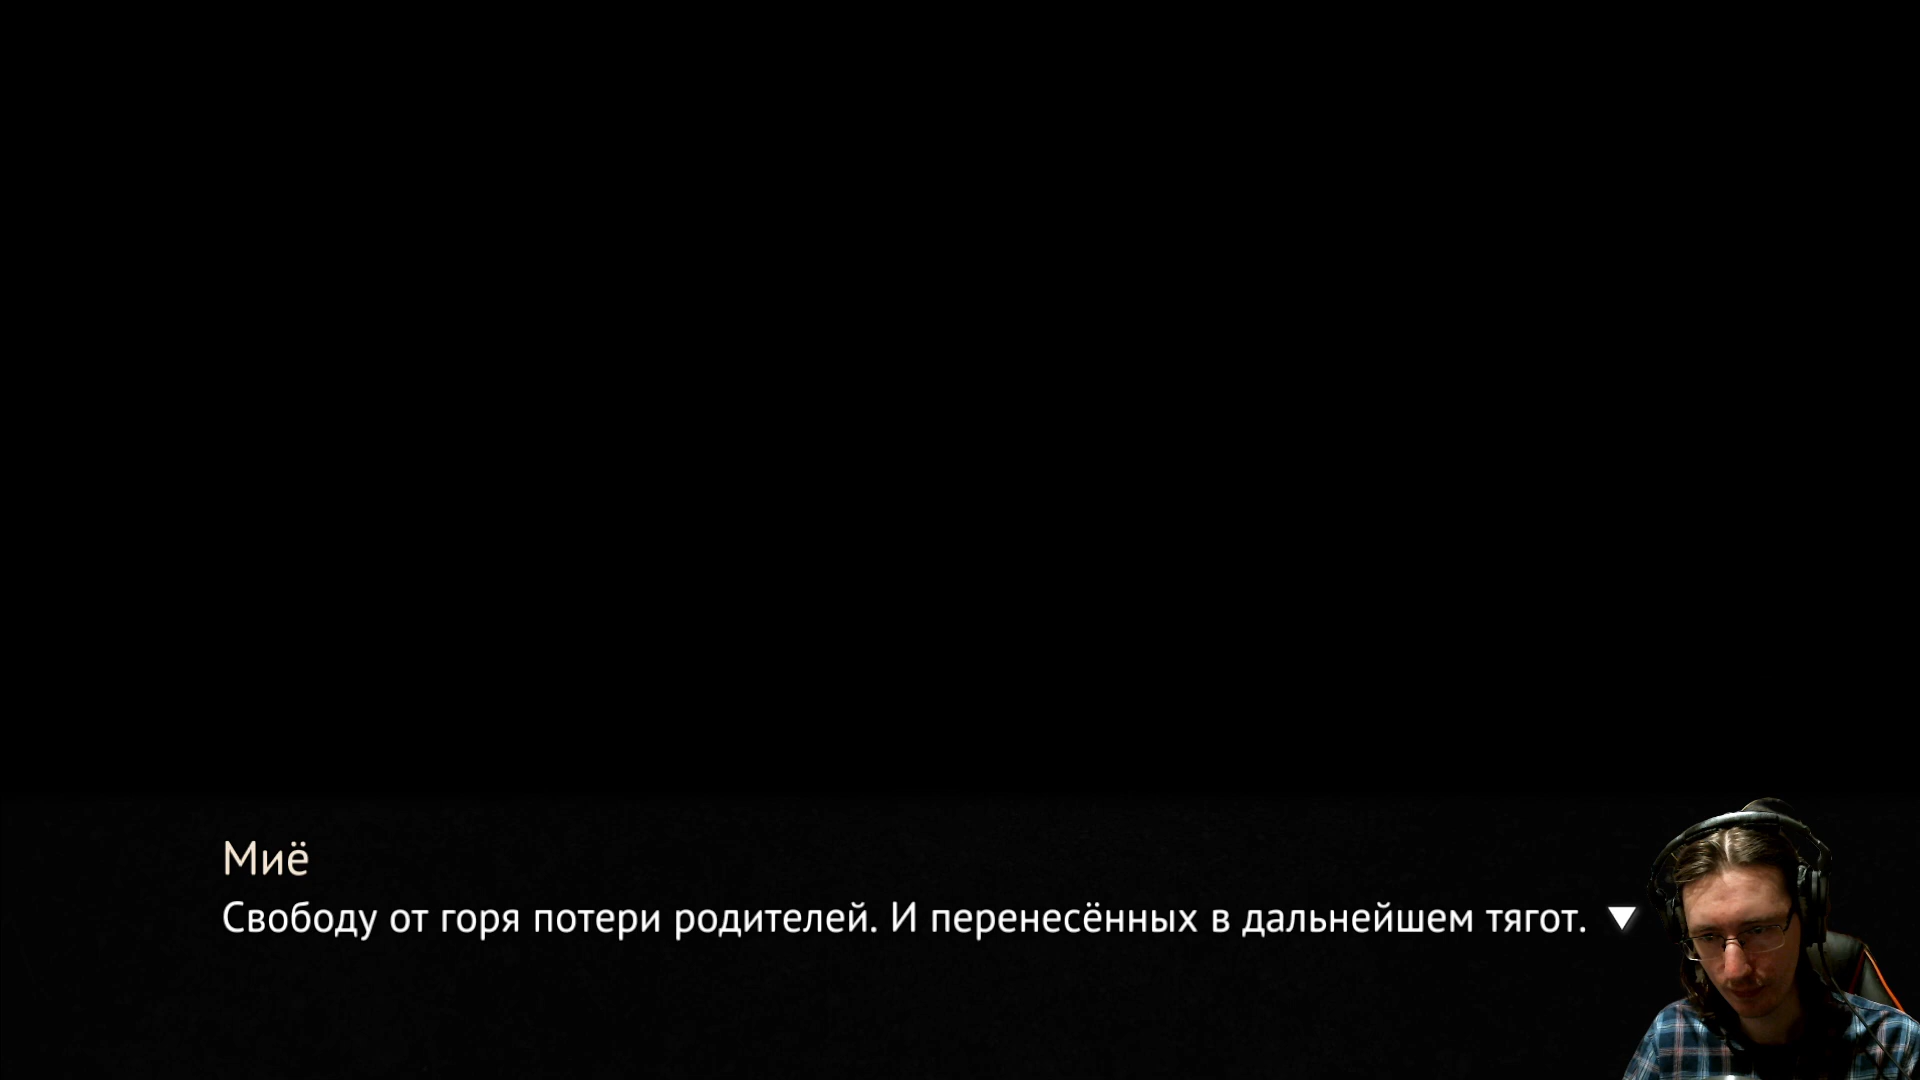 Миё
Свободу от горя потери родителей. И перенесённых в дальнейшем тягот.